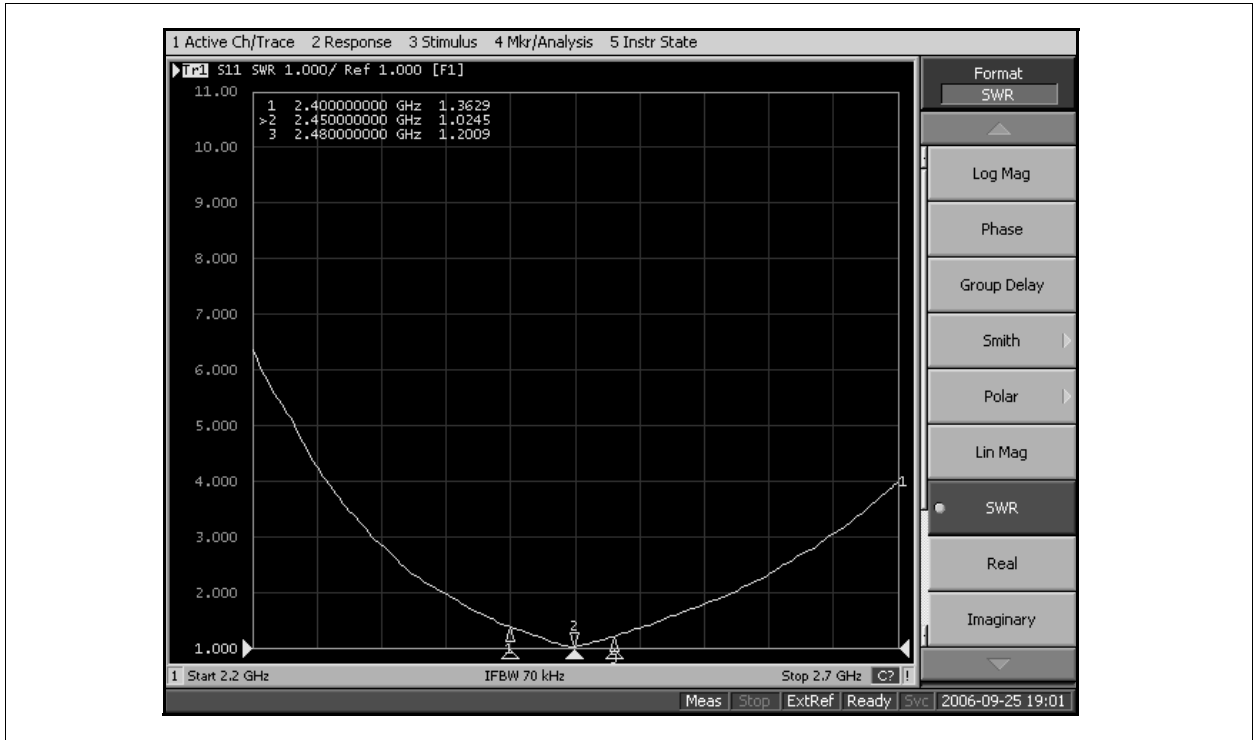 1 Active Ch/Trace 2 Response 3 Stimulus 4 Mkr/Analysis 5 Instr State
Tr1 S11 SWR 1.000/ Ref 1.000 [F1]
Format
SWR
11.00
1 2.400000000 GHz 1.3629
>2 2.450000000 GHz 1.0245
3 2.480000000 GHz 1.2009
10.00
9.000
8.000
7.000
6.000
5.000
4.000
3.000
2.000
1.000
1
2
1
3
Log Mag
Phase
Group Delay
Smith
Polar
Lin Mag
SWR
Real
Imaginary
1 Start 2.2 GHz IFBW 70 kHz Stop 2.7 GHz C? !
Meas Stop ExtRef Ready Svc 2006-09-25 19:01